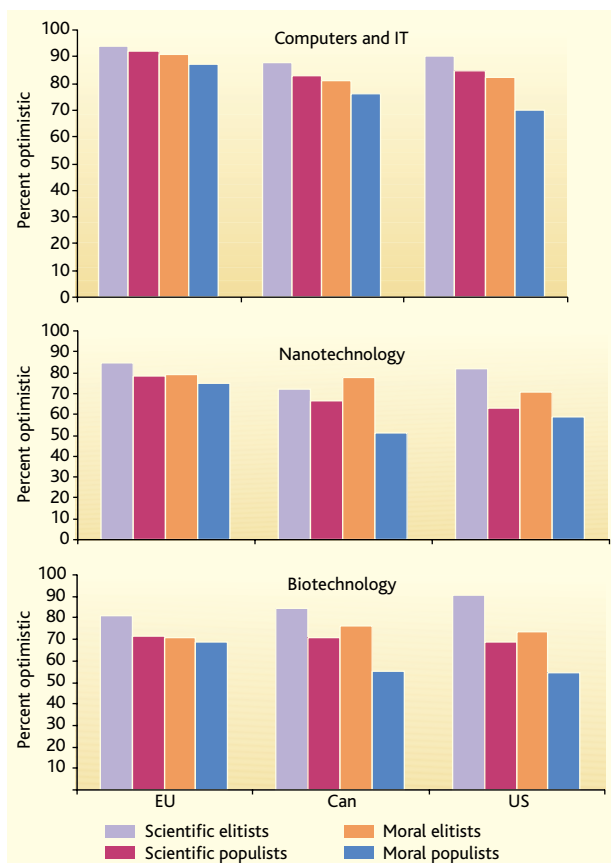 Computers and IT
Percent optimistic
100
90
80
70
60
50
40
30
20
10
0
Nanotechnology
Percent optimistic
100
90
80
70
60
50
40
30
20
10
0
Biotechnology
Percent optimistic
100
90
80
70
60
50
40
30
20
10
EU
Can
US
Scientific elitists
Moral elitists
Scientific populists
Moral populists